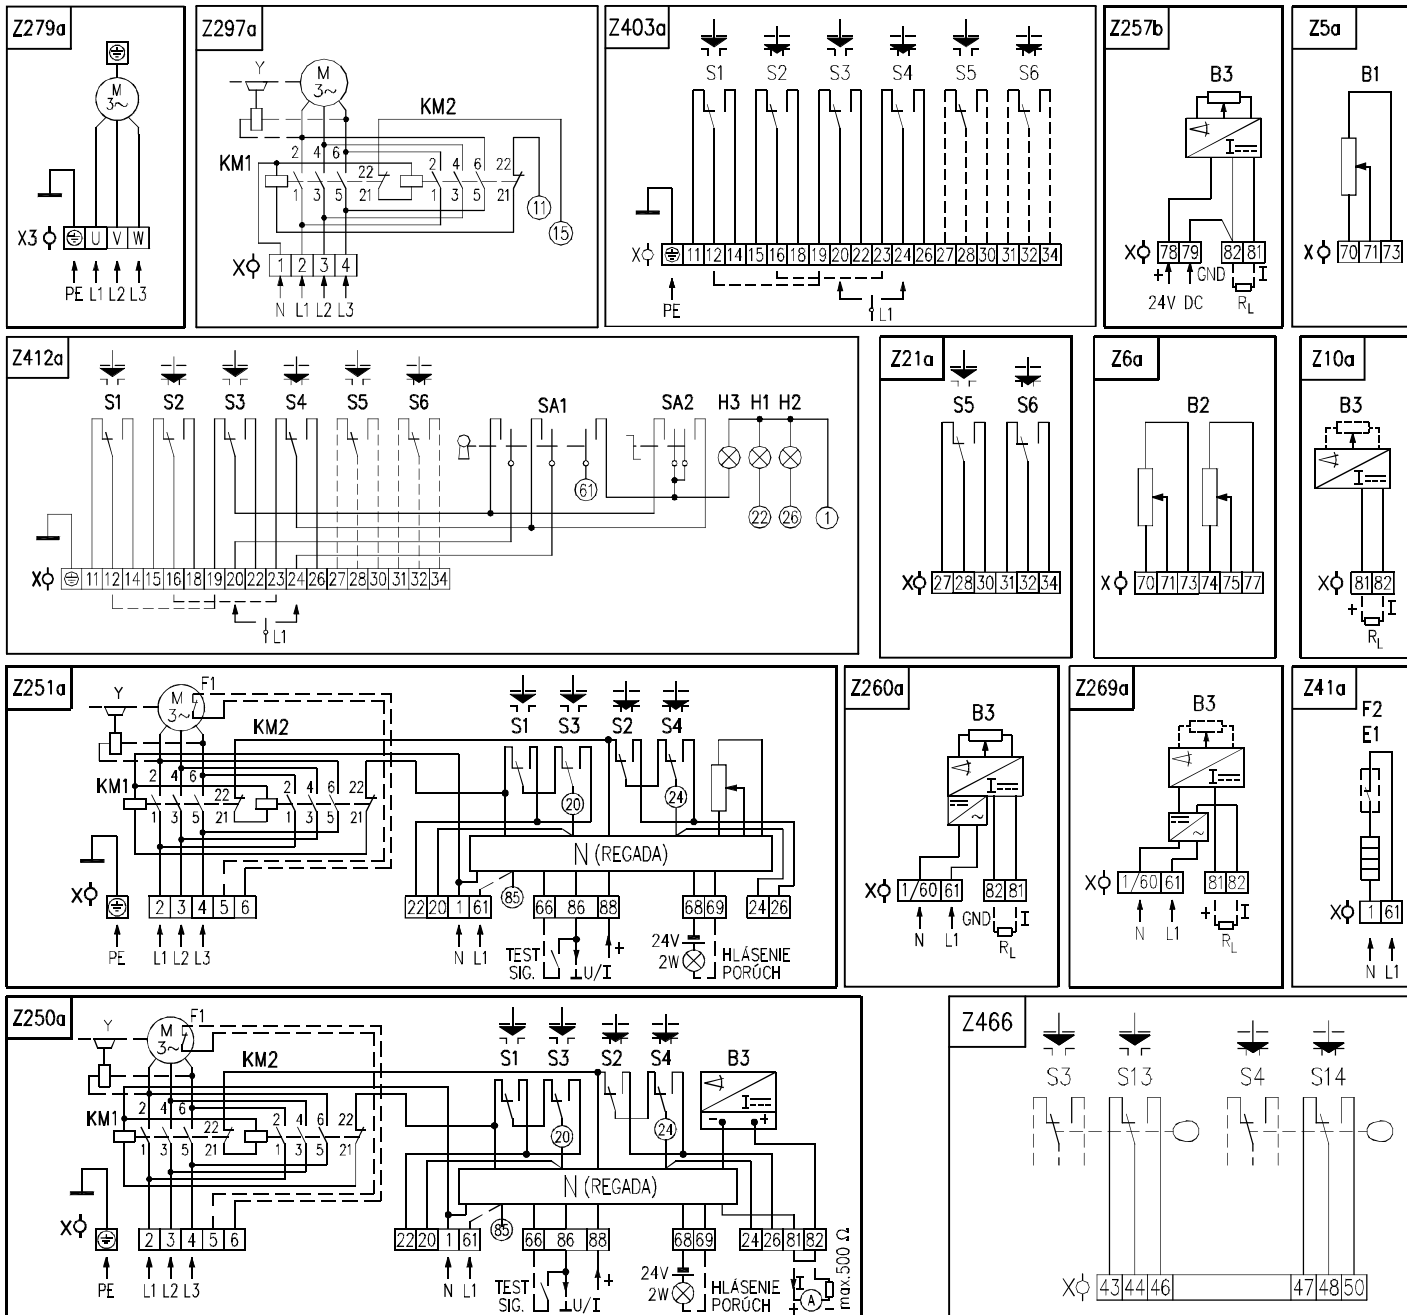 Z279a
M
3~
X3
U V W
PE L1 L2 L3
Z297a
Y M
3~
KM2
KM1
2 4 6 22 2 4 6 22
1 3 5 21 1 3 5 21
11
15
X 1 2 3 4
N L1 L2 L3
Z403a
S1 S2 S3 S4 S5 S6
X 11 12 14 15 16 18 19 20 22 23 24 26 27 28 30 31 32 34
PE L1
Z257b
B3
I
X 78 79 82 81
+ GND I
24V DC RL
Z5a
B1
X 70 71 73
Z412a
S1 S2 S3 S4 S5 S6 SA1 SA2 H3 H1 H2
61 22 26 1
X 11 12 14 15 16 18 19 20 22 23 24 26 27 28 30 31 32 34
L1
Z21a
S5 S6
X 27 28 30 31 32 34
Z6a
B2
X 70 71 73 74 75 77
Z10a
B3
I
X 81 82
+ I
RL
Z251a
Y M
3~
F1
KM2
KM1
2 4 6 22 2 4 6 22
1 3 5 21 1 3 5 21
S1 S3 S2 S4
20 24
N (REGADA)
85
X 2 3 4 5 6 22 20 1 61 66 86 88 68 69 24 26
PE L1 L2 L3 N L1
TEST
SIG.
+
⊥U/I
24V
2W
HLÁSENIE
PORÚCH
Z260a
B3
I
~
X 1/60 61 82 81
N L1 GND I
RL
Z269a
B3
I
~
X 1/60 61 81 82
N L1 + I
RL
Z41a
F2
E1
X 1 61
N L1
Z250a
Y M
3~
F1
KM2
KM1
2 4 6 22 2 4 6 22
1 3 5 21 1 3 5 21
S1 S3 S2 S4 B3
I
- +
20 24
N (REGADA)
85
X 2 3 4 5 6 22 20 1 61 66 86 88 68 69 24 26 81 82
PE L1 L2 L3 N L1
TEST
SIG.
+
⊥U/I
24V
2W
HLÁSENIE
PORÚCH
I
+ A -
max.500 Ω
Z466
S3 S13 S4 S14
X 43 44 46 47 48 50